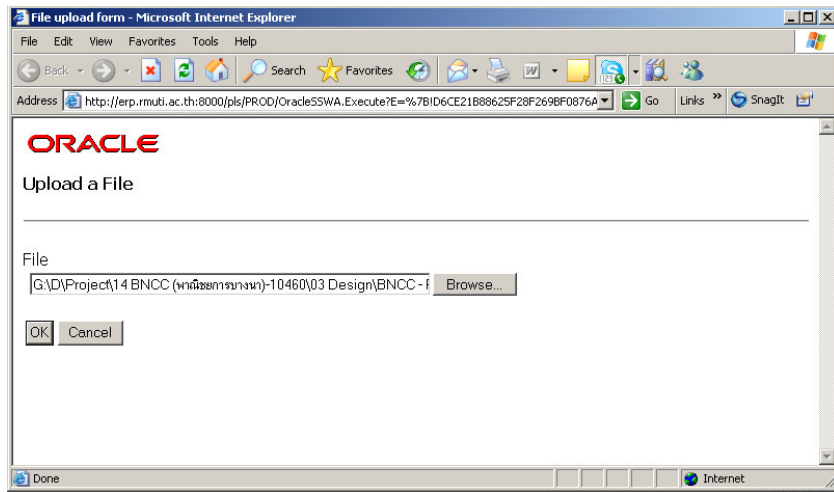 File upload form - Microsoft Internet Explorer
File Edit View Favorites Tools Help
Back Search Favorites W
Address http://erp.rmuti.ac.th:8000/pls/PROD/OracleSSWA.Execute?E=%7B!D6CE21B88625F28F269BF0876A Go Links » SnagIt
ORACLE
Upload a File
File
G:\D\Project\14 BNCC (พาณิชยการบางนา)-10460\03 Design\BNCC - F Browse...
OK Cancel
Done Internet